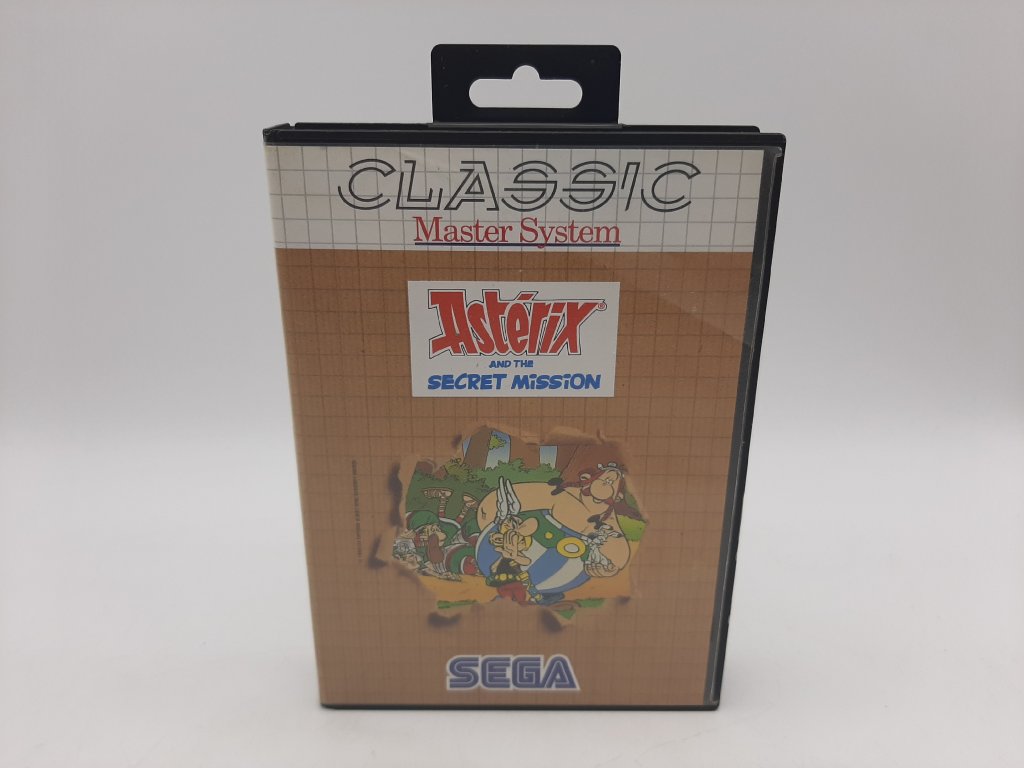 CLASSIC
Master System
Astérix®
AND THE
SECRET MISSION
SEGA